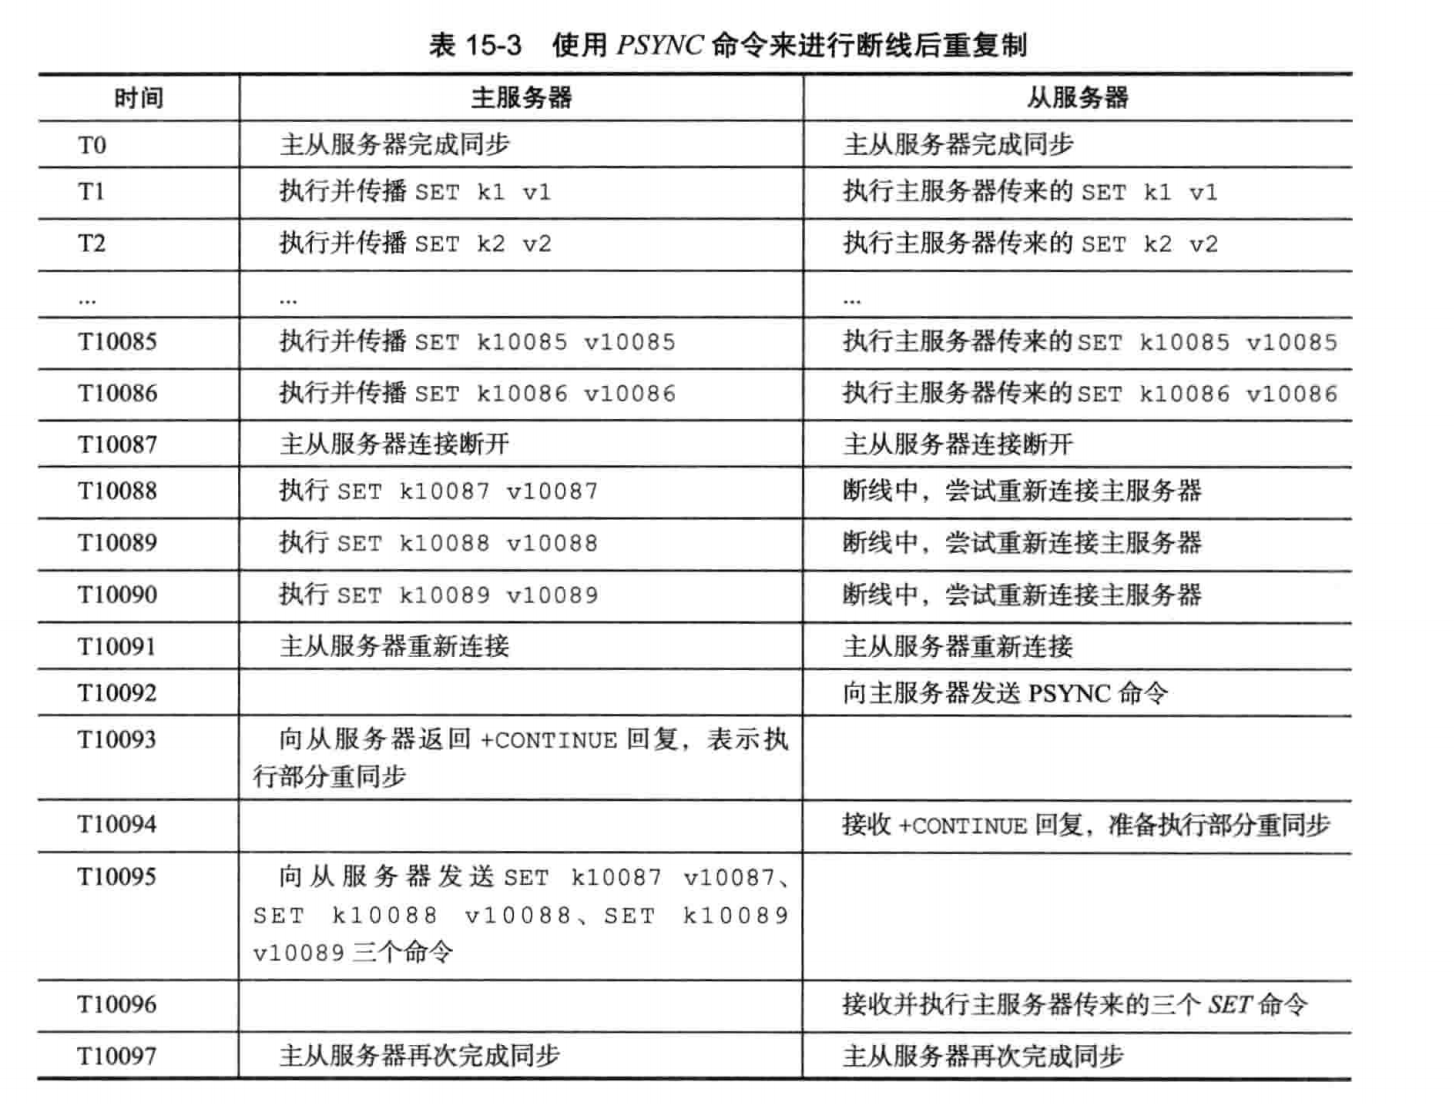 表 15-3 使用 PSYNC 命令来进行断线后重复制
时间 主服务器 从服务器
T0 主从服务器完成同步 主从服务器完成同步
T1 执行并传播 SET k1 v1 执行主服务器传来的 SET k1 v1
T2 执行并传播 SET k2 v2 执行主服务器传来的 SET k2 v2
... ... ...
T10085 执行并传播 SET k10085 v10085 执行主服务器传来的 SET k10085 v10085
T10086 执行并传播 SET k10086 v10086 执行主服务器传来的 SET k10086 v10086
T10087 主从服务器连接断开 主从服务器连接断开
T10088 执行 SET k10087 v10087 断线中，尝试重新连接主服务器
T10089 执行 SET k10088 v10088 断线中，尝试重新连接主服务器
T10090 执行 SET k10089 v10089 断线中，尝试重新连接主服务器
T10091 主从服务器重新连接 主从服务器重新连接
T10092 向主服务器发送 PSYNC 命令
T10093 向从服务器返回 +CONTINUE 回复，表示执
行部分重同步
T10094 接收 +CONTINUE 回复，准备执行部分重同步
T10095 向从服务器发送 SET k10087 v10087、
SET k10088 v10088、SET k10089
v10089 三个命令
T10096 接收并执行主服务器传来的三个 SET 命令
T10097 主从服务器再次完成同步 主从服务器再次完成同步